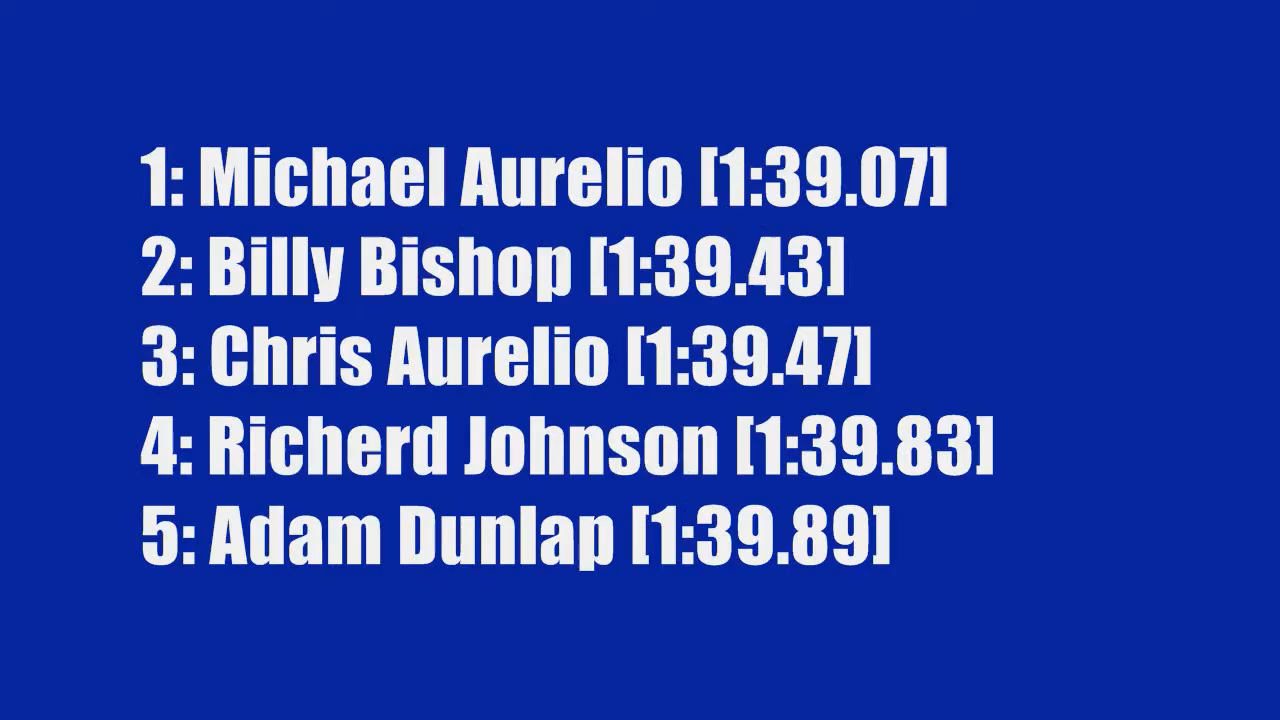 1: Michael Aurelio [1:39.07]
2: Billy Bishop [1:39.43]
3: Chris Aurelio [1:39.47]
4: Richerd Johnson [1:39.83]
5: Adam Dunlap [1:39.89]